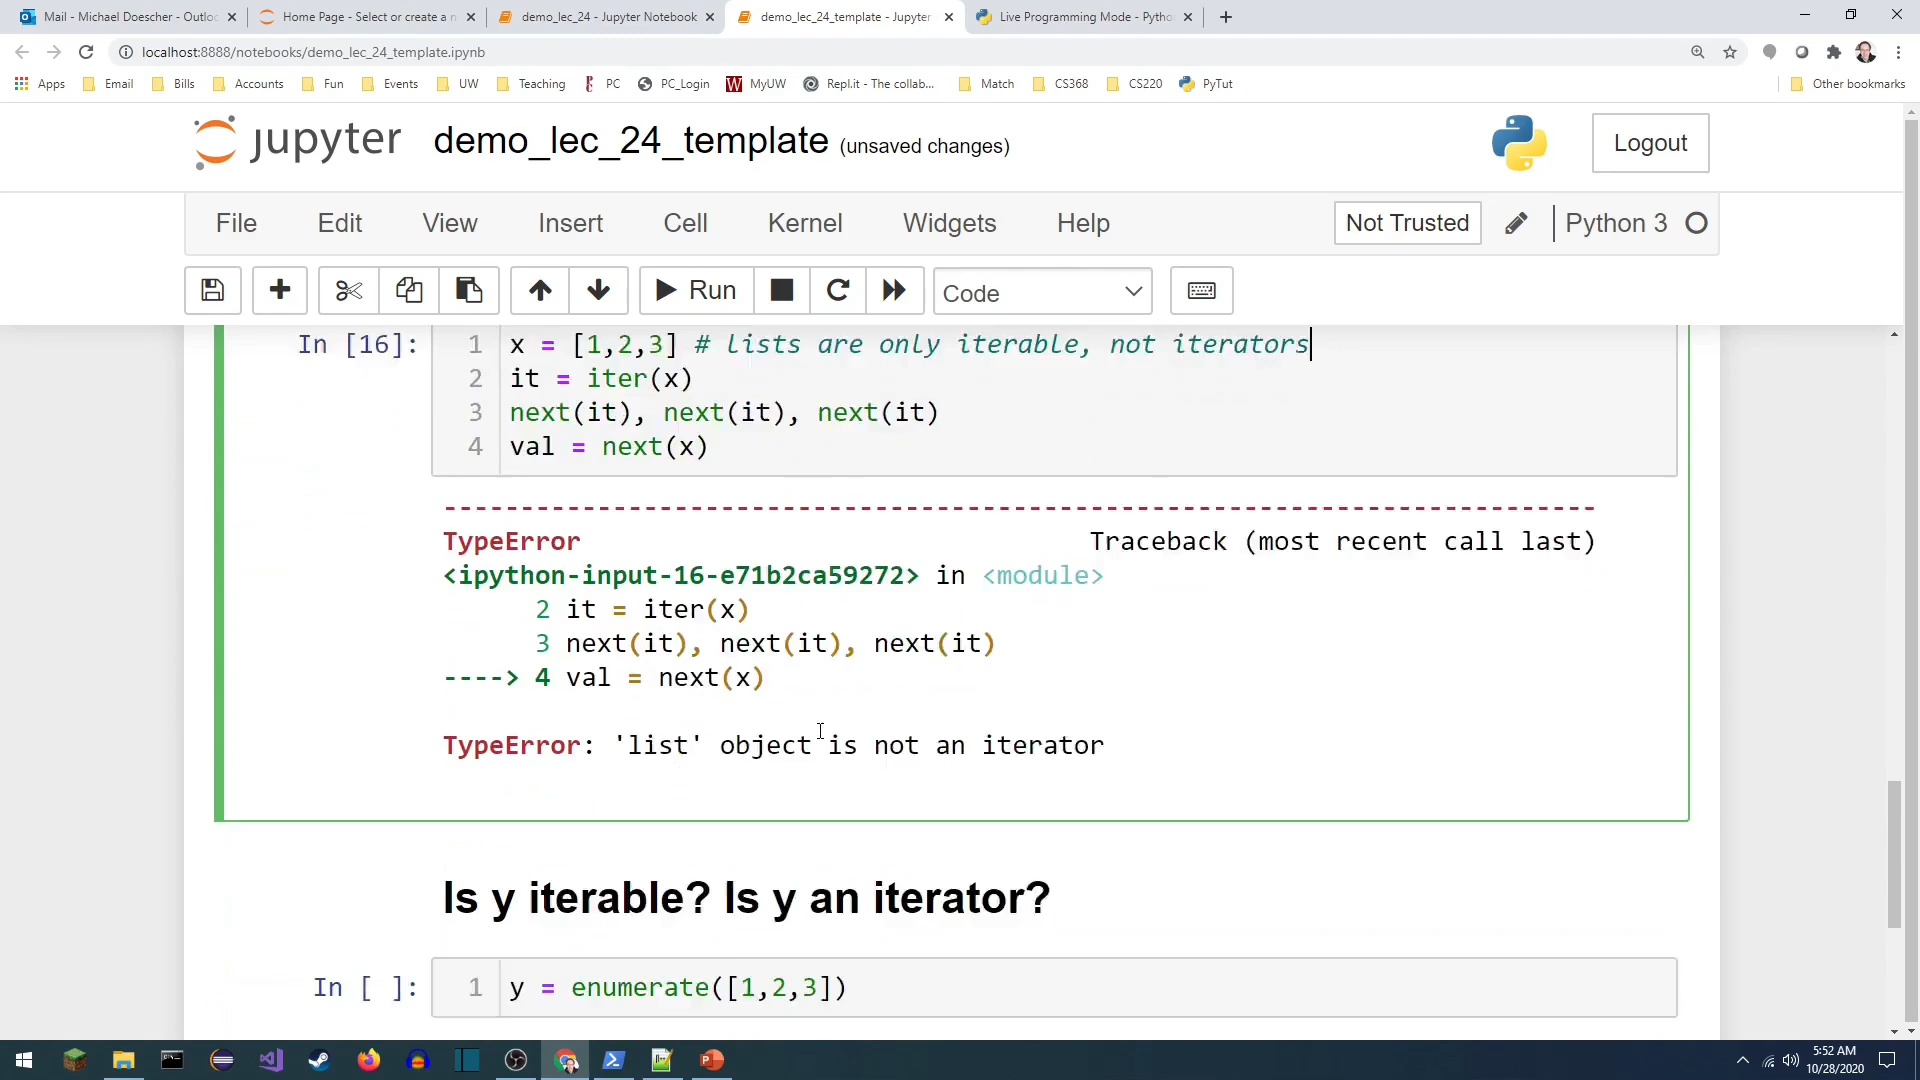 Mail - Michael Doescher - Outloo
Home Page - Select or create a n
demo_lec_24 - Jupyter Notebook
demo_lec_24_template - Jupyter
Live Programming Mode - Pytho
localhost:8888/notebooks/demo_lec_24_template.ipynb
Apps Email Bills Accounts Fun Events UW Teaching PC PC_Login MyUW Repl.it - The collab... Match CS368 CS220 PyTut Other bookmarks
jupyter demo_lec_24_template (unsaved changes)
Logout
File Edit View Insert Cell Kernel Widgets Help Not Trusted Python 3
Run Code
In [16]: 1 x = [1,2,3] # lists are only iterable, not iterators
2 it = iter(x)
3 next(it), next(it), next(it)
4 val = next(x)
---------------------------------------------------------------------------
TypeError Traceback (most recent call last)
<ipython-input-16-e71b2ca59272> in <module>
2 it = iter(x)
3 next(it), next(it), next(it)
----> 4 val = next(x)
TypeError: 'list' object is not an iterator
Is y iterable? Is y an iterator?
In [ ]: 1 y = enumerate([1,2,3])
5:52 AM
10/28/2020